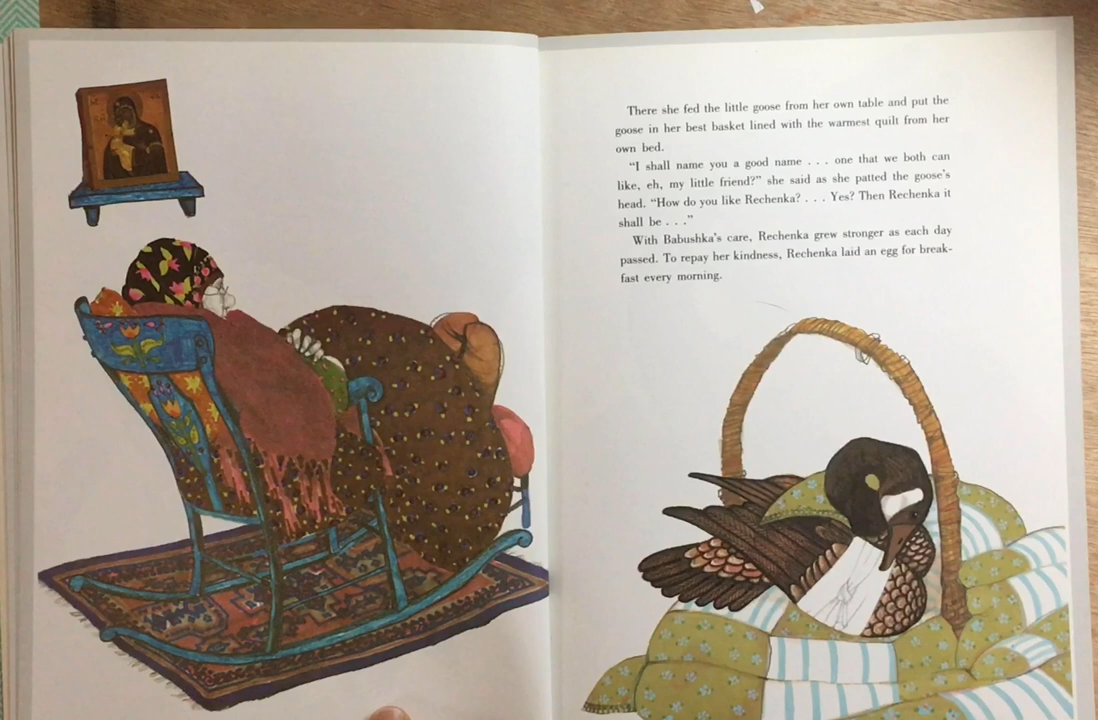 There she fed the little goose from her own table and put the
goose in her best basket lined with the warmest quilt from her
own bed.
“I shall name you a good name . . . one that we both can
like, eh, my little friend?” she said as she patted the goose’s
head. “How do you like Rechenka? . . . Yes? Then Rechenka it
shall be . . .”
With Babushka’s care, Rechenka grew stronger as each day
passed. To repay her kindness, Rechenka laid an egg for break-
fast every morning.